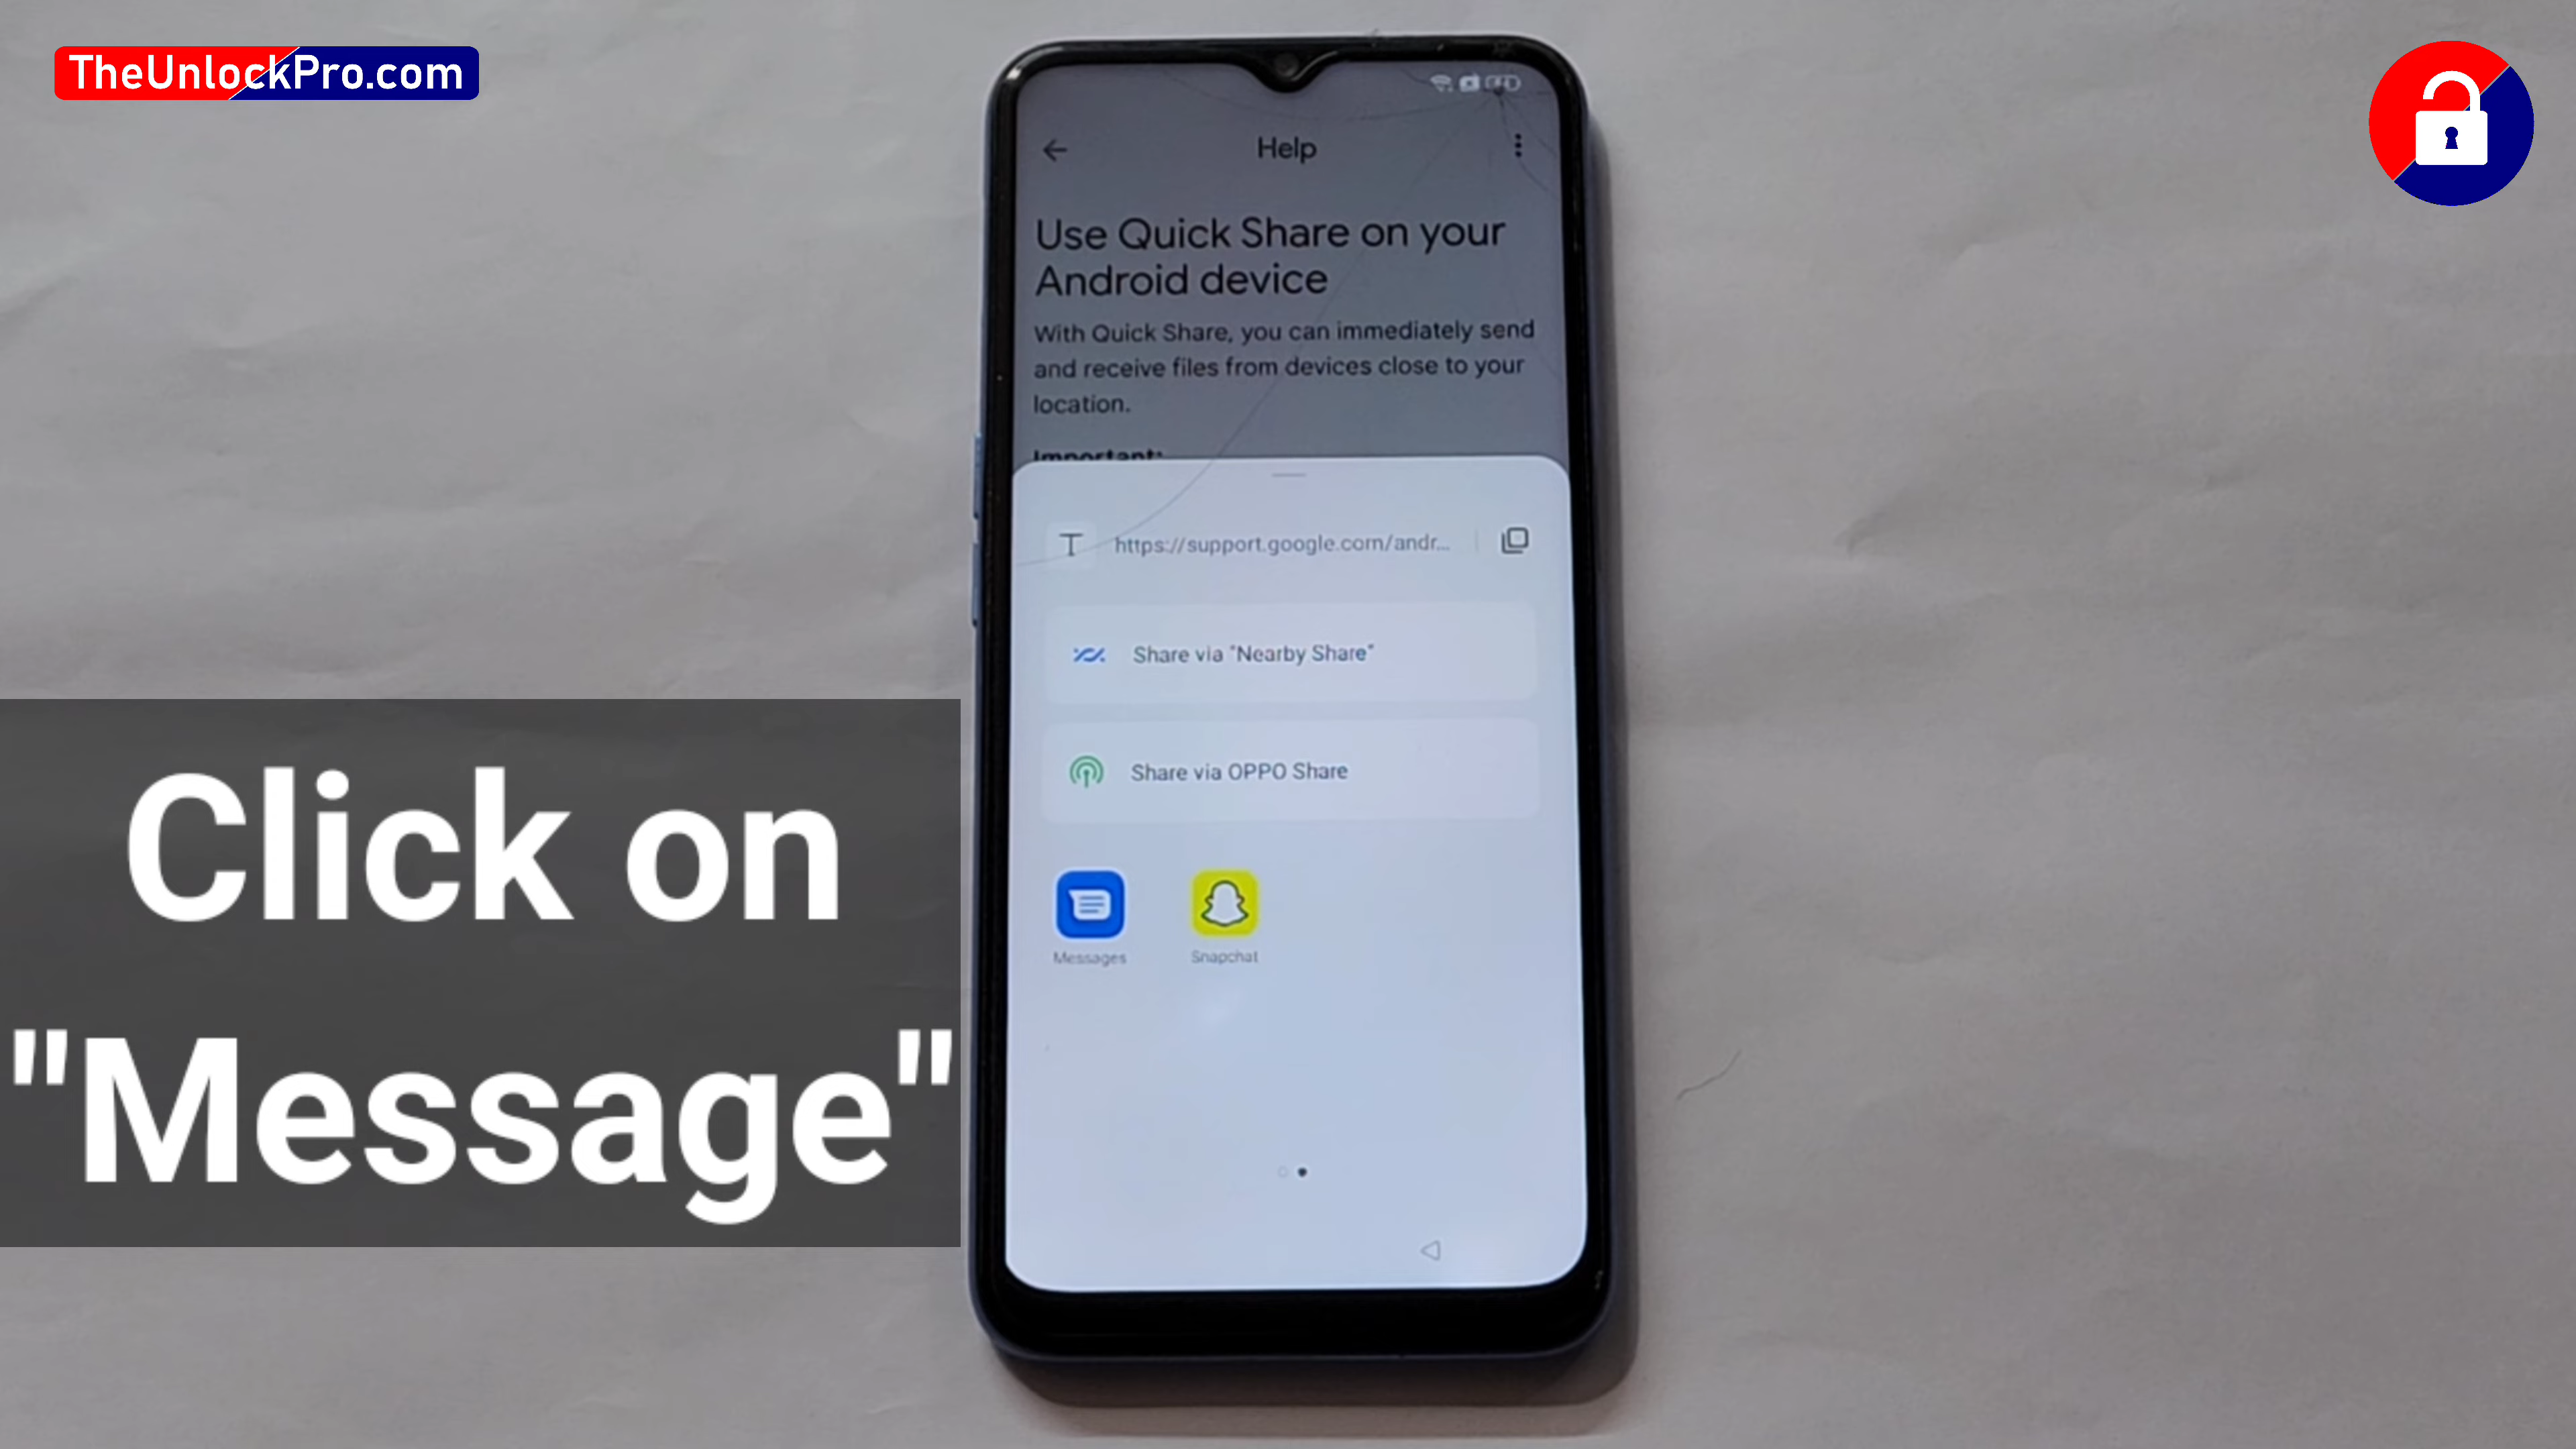 TheUnlockPro.com
Help
Use Quick Share on your
Android device
With Quick Share, you can immediately send
and receive files from devices close to your
location.
Important:
T
https://support.google.com/andr...
Share via "Nearby Share"
Share via OPPO Share
Messages
Snapchat
Click on
"Message"